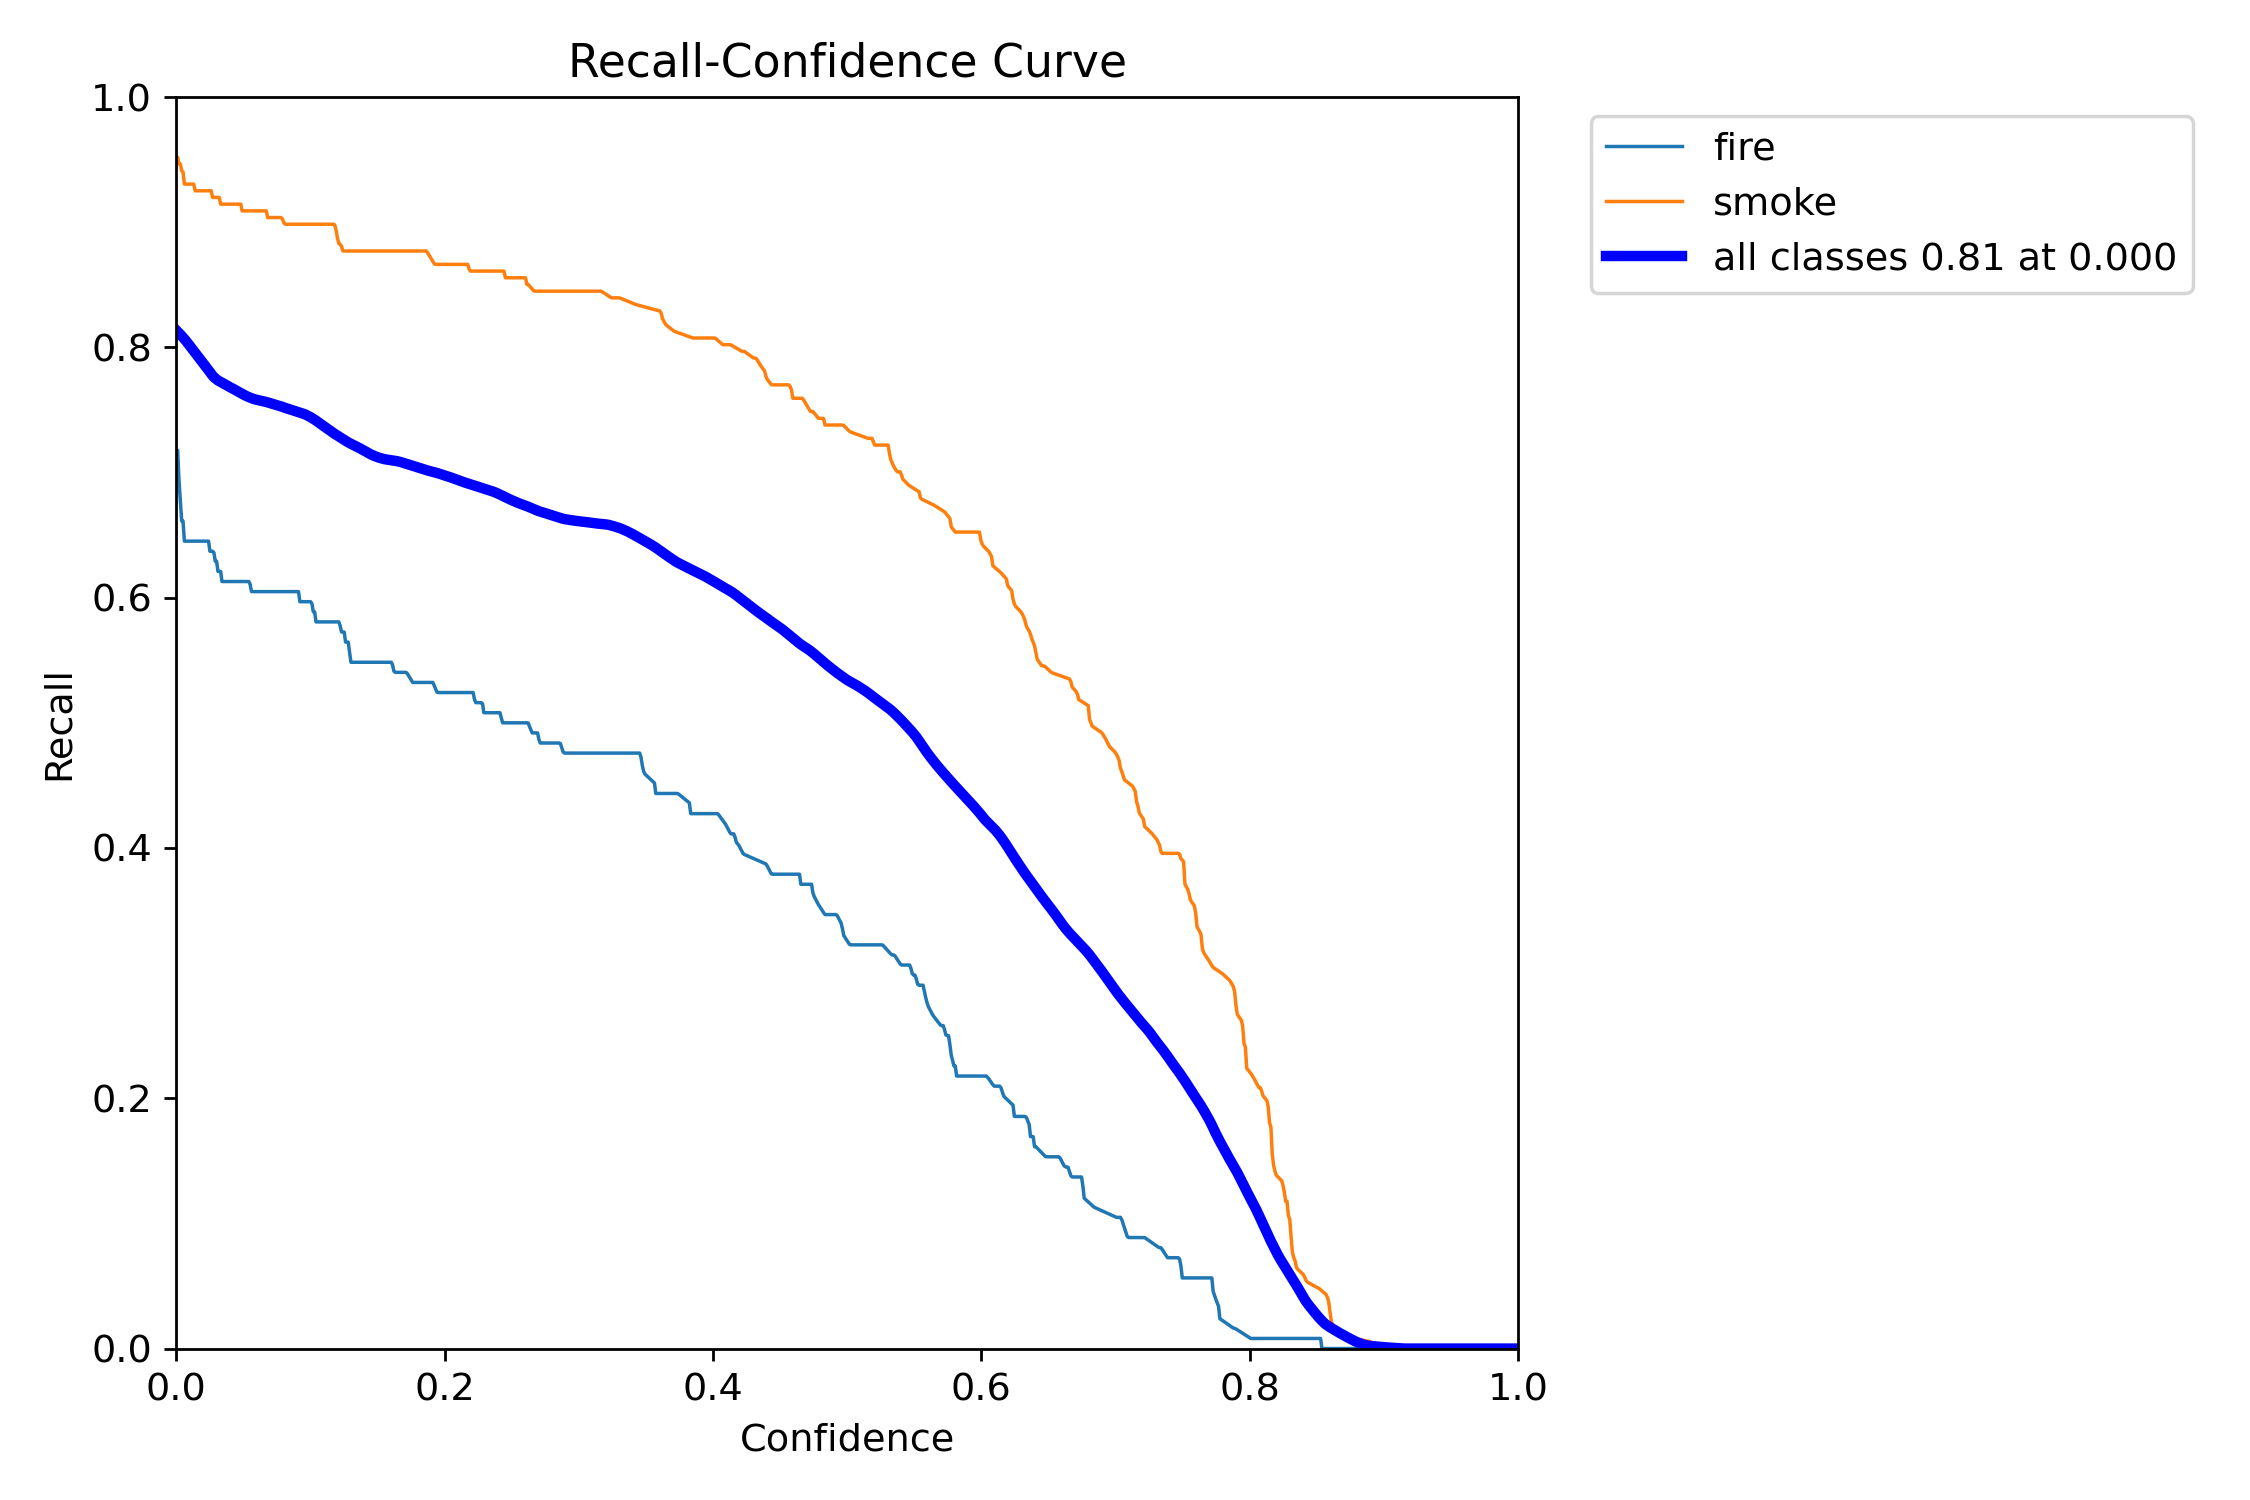 Recall-Confidence Curve
1.0
0.8
0.6
0.4
0.2
0.0
Recall
0.0 0.2 0.4 0.6 0.8 1.0
Confidence
fire
smoke
all classes 0.81 at 0.000